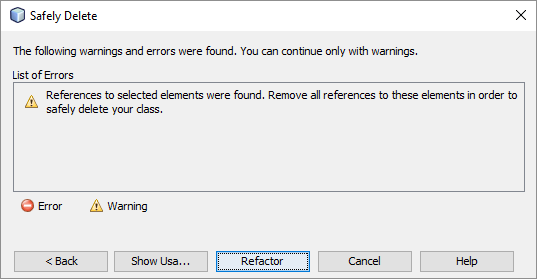 Safely Delete
The following warnings and errors were found. You can continue only with warnings.
List of Errors
References to selected elements were found. Remove all references to these elements in order to
safely delete your class.
Error Warning
< Back Show Usa... Refactor Cancel Help